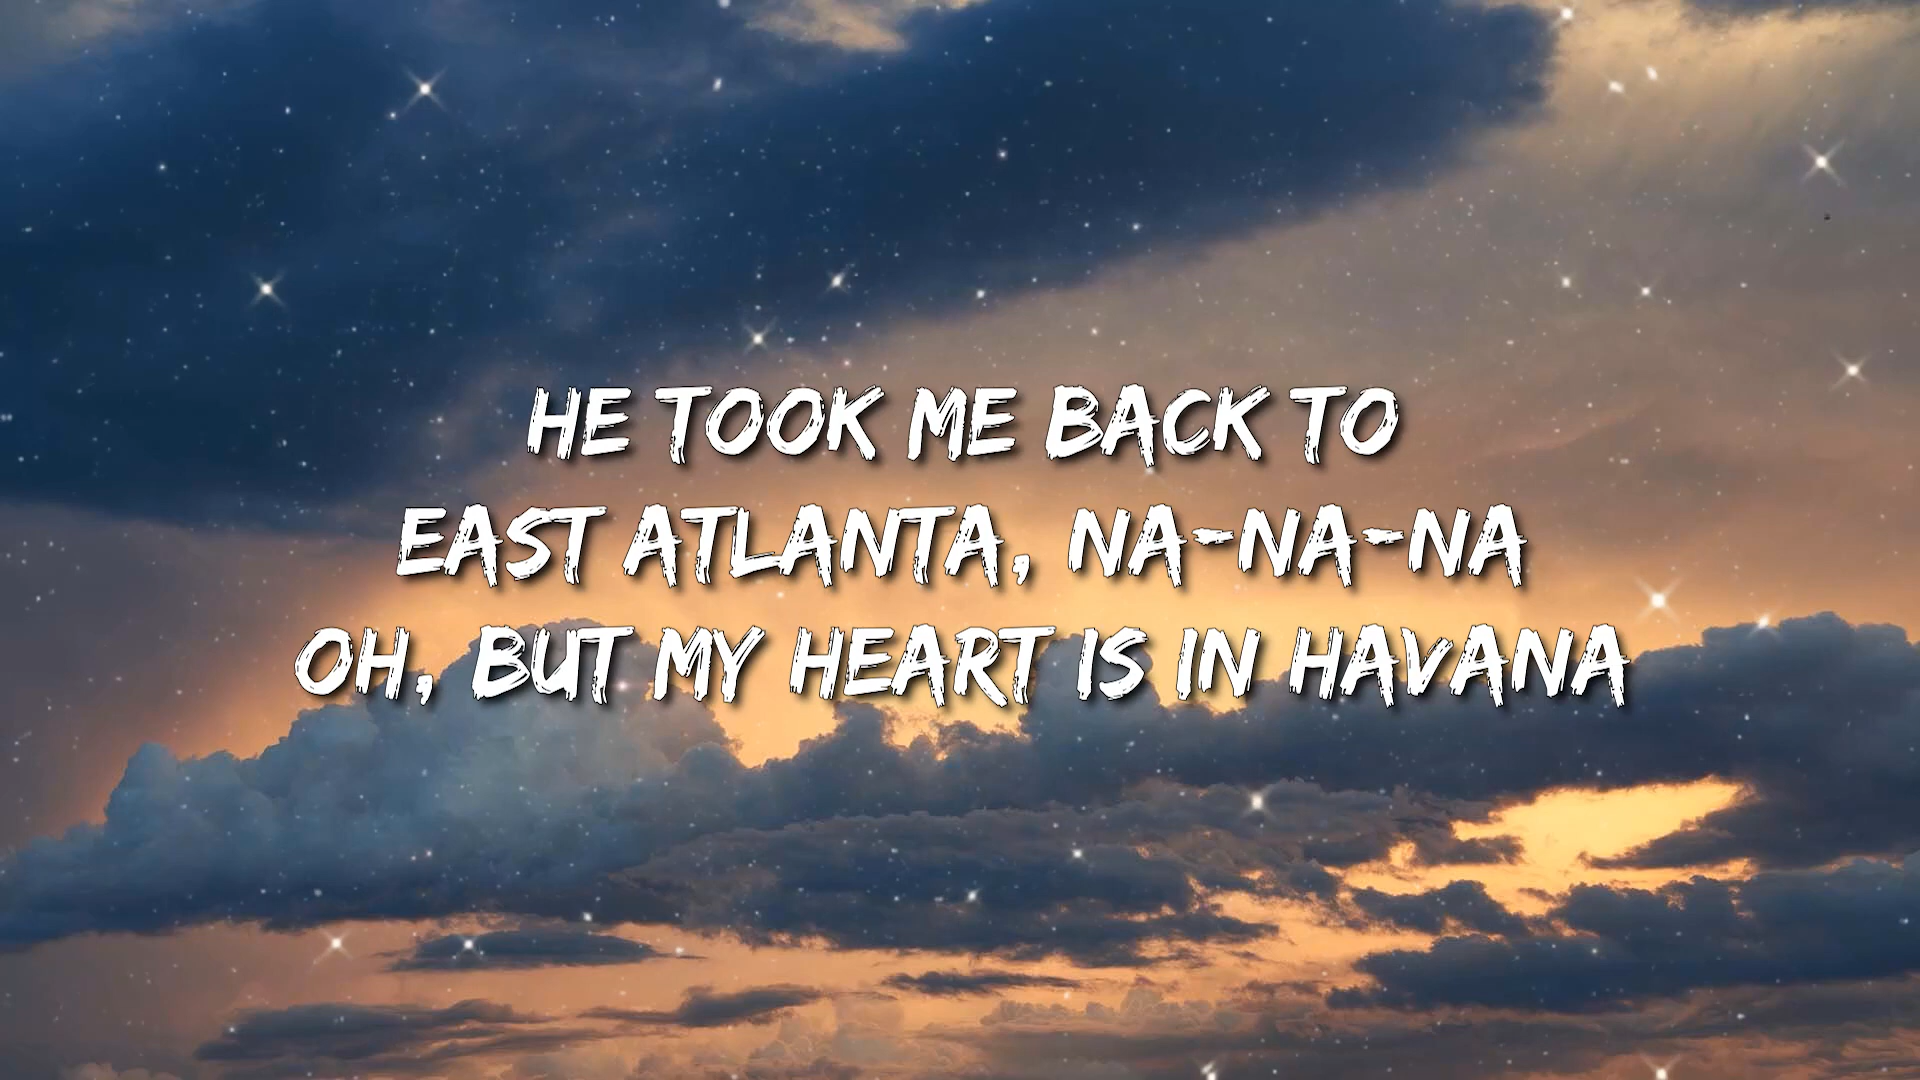 HE TOOK ME BACK TO
EAST ATLANTA, NA-NA-NA
OH, BUT MY HEART IS IN HAVANA